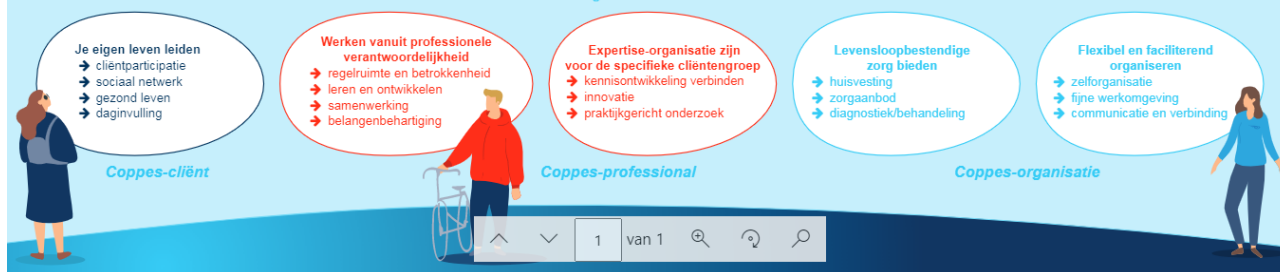 Je eigen leven leiden
→ cliëntparticipatie
→ sociaal netwerk
→ gezond leven
→ daginvulling
Werken vanuit professionele
verantwoordelijkheid
→ regelruimte en betrokkenheid
→ leren en ontwikkelen
→ samenwerking
→ belangenbehartiging
Expertise-organisatie zijn
voor de specifieke cliëntengroep
→ kennisontwikkeling verbinden
→ innovatie
→ praktijkgericht onderzoek
Levensloopbestendige
zorg bieden
→ huisvesting
→ zorgaanbod
→ diagnostiek/behandeling
Flexibel en faciliterend
organiseren
→ zelforganisatie
→ fijne werkomgeving
→ communicatie en verbinding
Coppes-cliënt
Coppes-professional
Coppes-organisatie
1 van 1